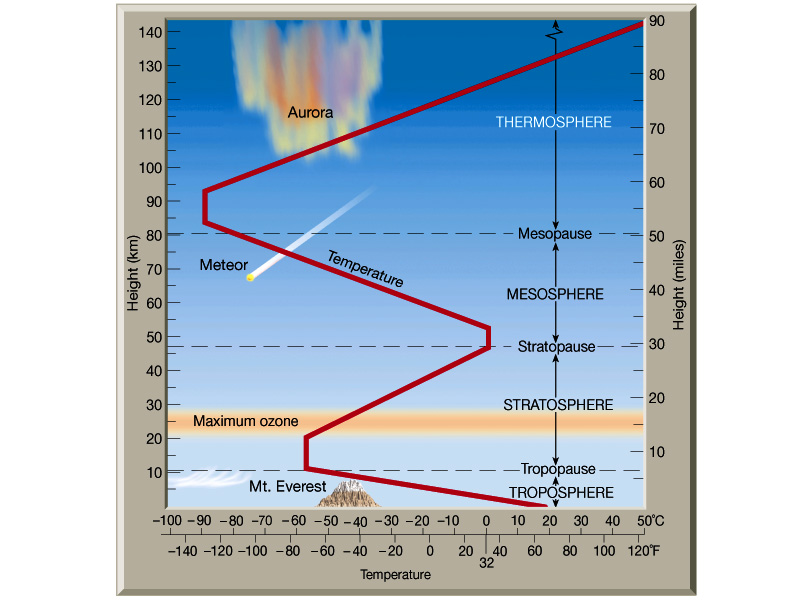 140
130
120
110
100
90
80
70
60
50
40
30
20
10
Height (km)
90
80
70
60
50
40
30
20
10
Height (miles)
Aurora
THERMOSPHERE
Mesopause
Meteor
Temperature
MESOSPHERE
Stratopause
STRATOSPHERE
Maximum ozone
Tropopause
Mt. Everest
TROPOSPHERE
−100 −90 −80 −70 −60 −50 −40 −30 −20 −10 0 10 20 30 40 50°C
−140 −120 −100 −80 −60 −40 −20 0 20 40 60 80 100 120°F
32
Temperature